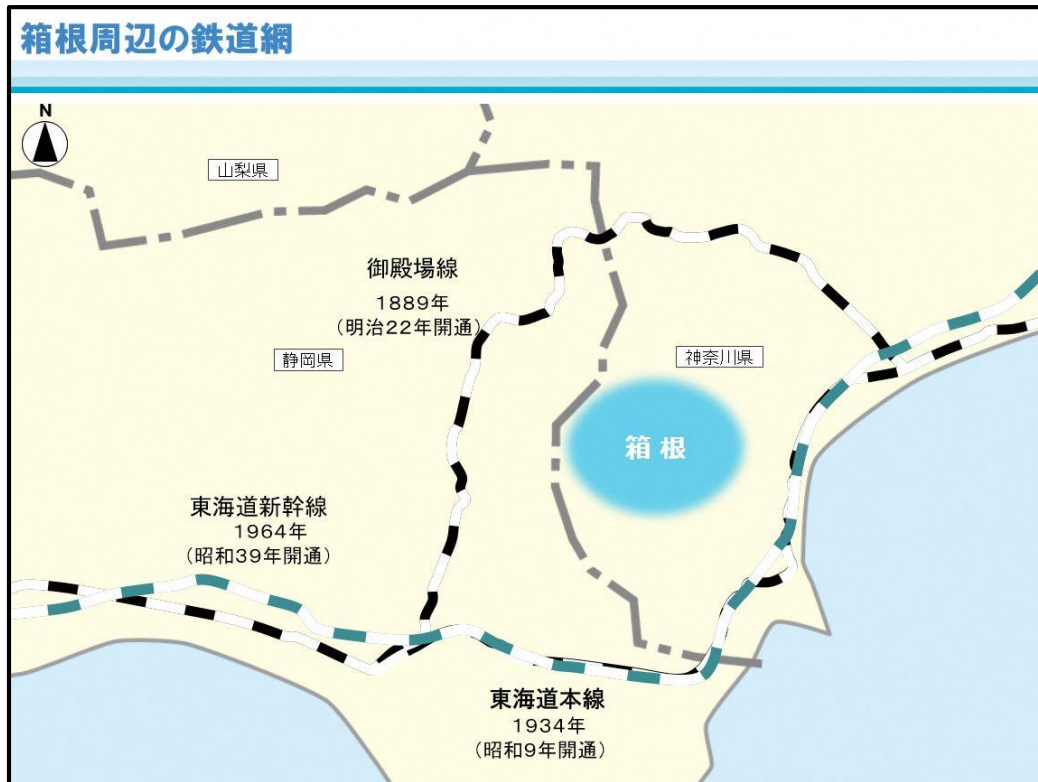 箱根周辺の鉄道網
N
山梨県
御殿場線
1889年
（明治22年開通）
静岡県
神奈川県
箱根
東海道新幹線
1964年
（昭和39年開通）
東海道本線
1934年
（昭和9年開通）